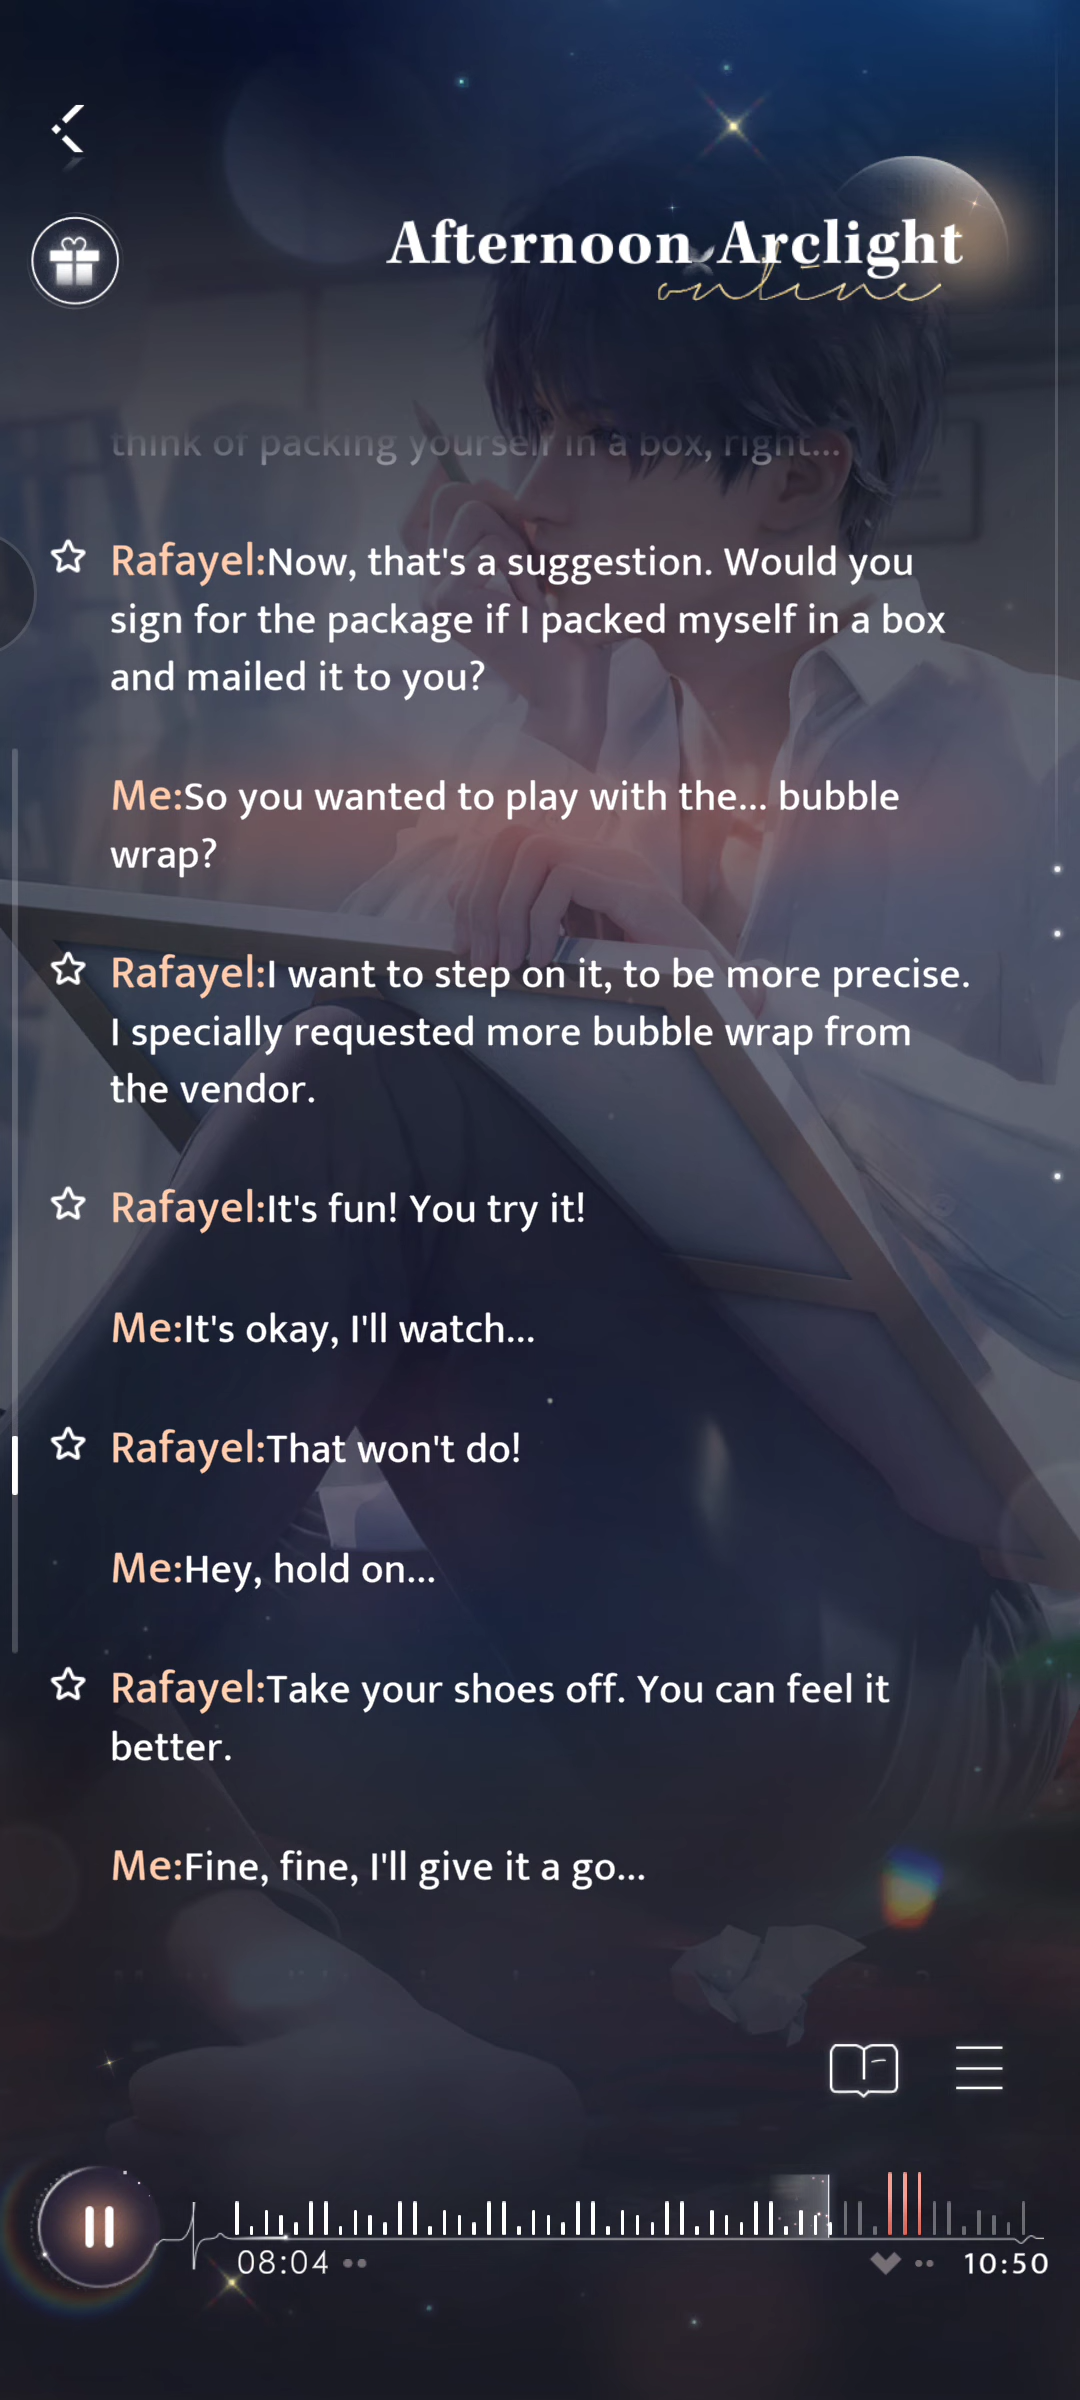 Afternoon Arclight
online
think of packing yourself in a box, right...
Rafayel:Now, that's a suggestion. Would you
sign for the package if I packed myself in a box
and mailed it to you?
Me:So you wanted to play with the... bubble
wrap?
Rafayel:I want to step on it, to be more precise.
I specially requested more bubble wrap from
the vendor.
Rafayel:It's fun! You try it!
Me:It's okay, I'll watch...
Rafayel:That won't do!
Me:Hey, hold on...
Rafayel:Take your shoes off. You can feel it
better.
Me:Fine, fine, I'll give it a go...
08:04
10:50